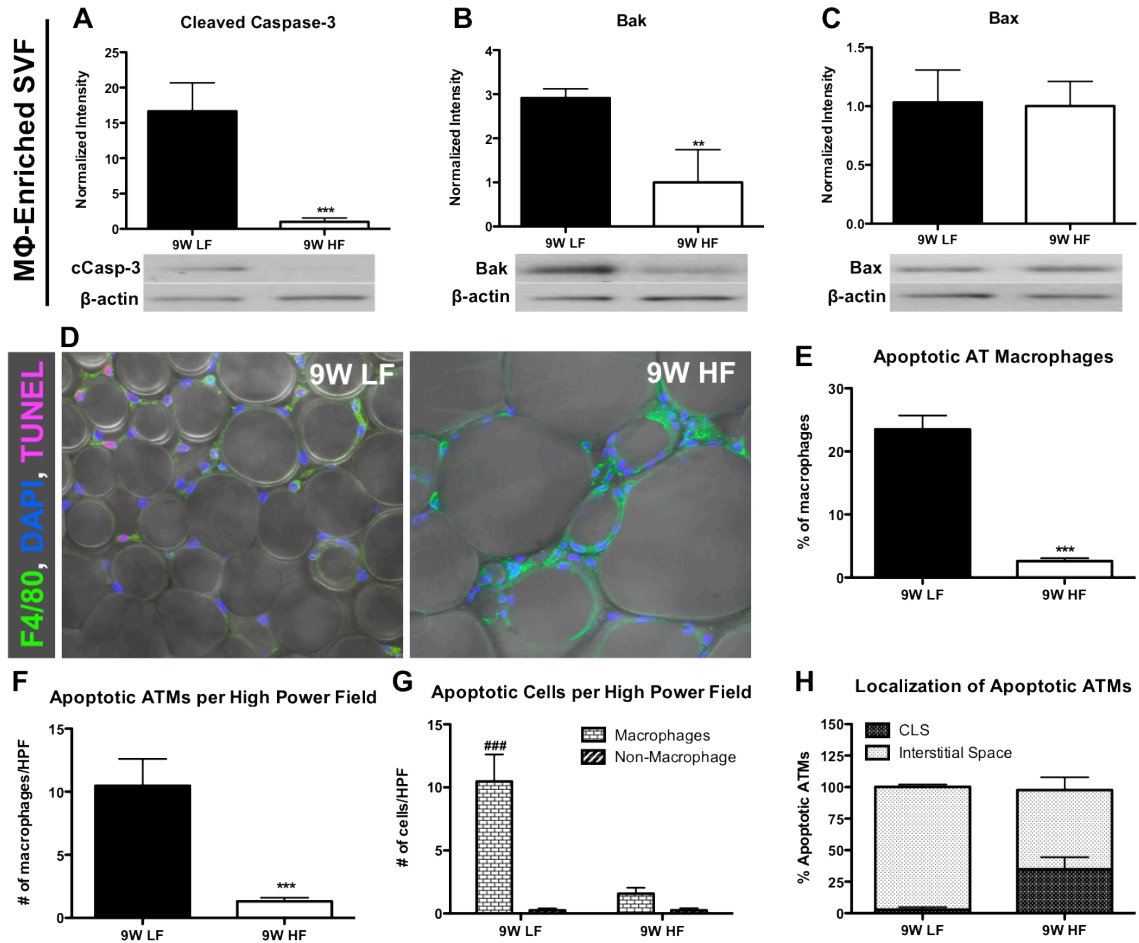 MΦ-Enriched SVF
A
Cleaved Caspase-3
Normalized Intensity
25
20
15
10
5
0
***
9W LF
9W HF
cCasp-3
β-actin
B
Bak
Normalized Intensity
4
3
2
1
0
**
9W LF
9W HF
Bak
β-actin
C
Bax
Normalized Intensity
1.5
1.0
0.5
0.0
9W LF
9W HF
Bax
β-actin
D
F4/80, DAPI, TUNEL
9W LF
9W HF
E
Apoptotic AT Macrophages
% of macrophages
30
20
10
0
***
9W LF
9W HF
F
Apoptotic ATMs per High Power Field
# of macrophages/HPF
15
10
5
0
***
9W LF
9W HF
G
Apoptotic Cells per High Power Field
# of cells/HPF
15
10
5
0
###
Macrophages
Non-Macrophage
9W LF
9W HF
H
Localization of Apoptotic ATMs
% Apoptotic ATMs
150
125
100
75
50
25
0
CLS
Interstitial Space
9W LF
9W HF